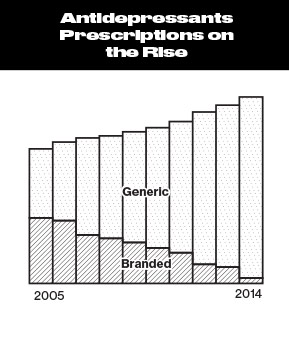 Antidepressants
Prescriptions on
the Rise
Generic
Branded
2005
2014